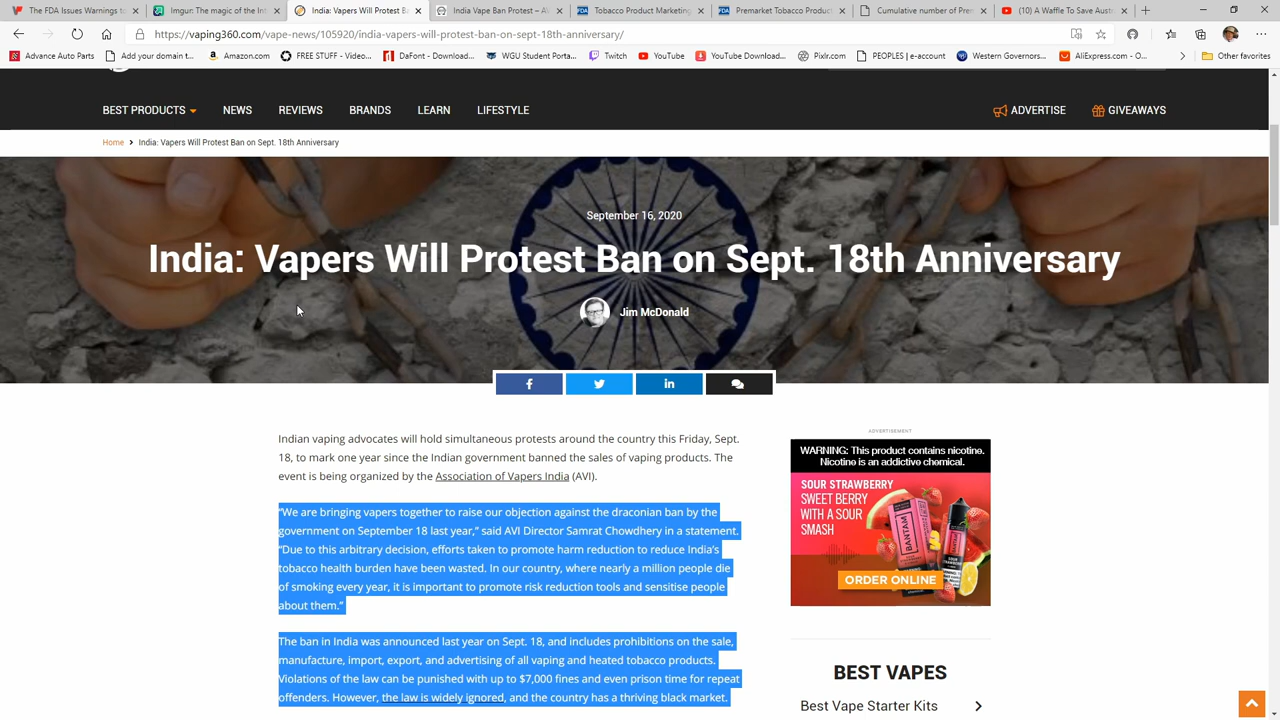 The FDA Issues Warnings to
Imgur: The magic of the Int
India: Vapers Will Protest Ba
India Vape Ban Protest – AV
Tobacco Product Marketing
Premarket Tobacco Product
Cumulative number of Pren
(10) A Waffle To Save Austr
https://vaping360.com/vape-news/105920/india-vapers-will-protest-ban-on-sept-18th-anniversary/
Advance Auto Parts
Add your domain t...
Amazon.com
FREE STUFF - Video...
DaFont - Download...
WGU Student Porta...
Twitch
YouTube
YouTube Download...
Pixlr.com
PEOPLES | e-account
Western Governors...
AliExpress.com - O...
Other favorites
BEST PRODUCTS
NEWS
REVIEWS
BRANDS
LEARN
LIFESTYLE
ADVERTISE
GIVEAWAYS
Home > India: Vapers Will Protest Ban on Sept. 18th Anniversary
September 16, 2020
India: Vapers Will Protest Ban on Sept. 18th Anniversary
Jim McDonald
Indian vaping advocates will hold simultaneous protests around the country this Friday, Sept.
18, to mark one year since the Indian government banned the sales of vaping products. The
event is being organized by the Association of Vapers India (AVI).
“We are bringing vapers together to raise our objection against the draconian ban by the
government on September 18 last year,” said AVI Director Samrat Chowdhery in a statement.
“Due to this arbitrary decision, efforts taken to promote harm reduction to reduce India’s
tobacco health burden have been wasted. In our country, where nearly a million people die
of smoking every year, it is important to promote risk reduction tools and sensitise people
about them.”
The ban in India was announced last year on Sept. 18, and includes prohibitions on the sale,
manufacture, import, export, and advertising of all vaping and heated tobacco products.
Violations of the law can be punished with up to $7,000 fines and even prison time for repeat
offenders. However, the law is widely ignored, and the country has a thriving black market.
ADVERTISEMENT
WARNING: This product contains nicotine.
Nicotine is an addictive chemical.
SOUR STRAWBERRY
SWEET BERRY
WITH A SOUR
SMASH
BANTAM
ORDER ONLINE
BEST VAPES
Best Vape Starter Kits